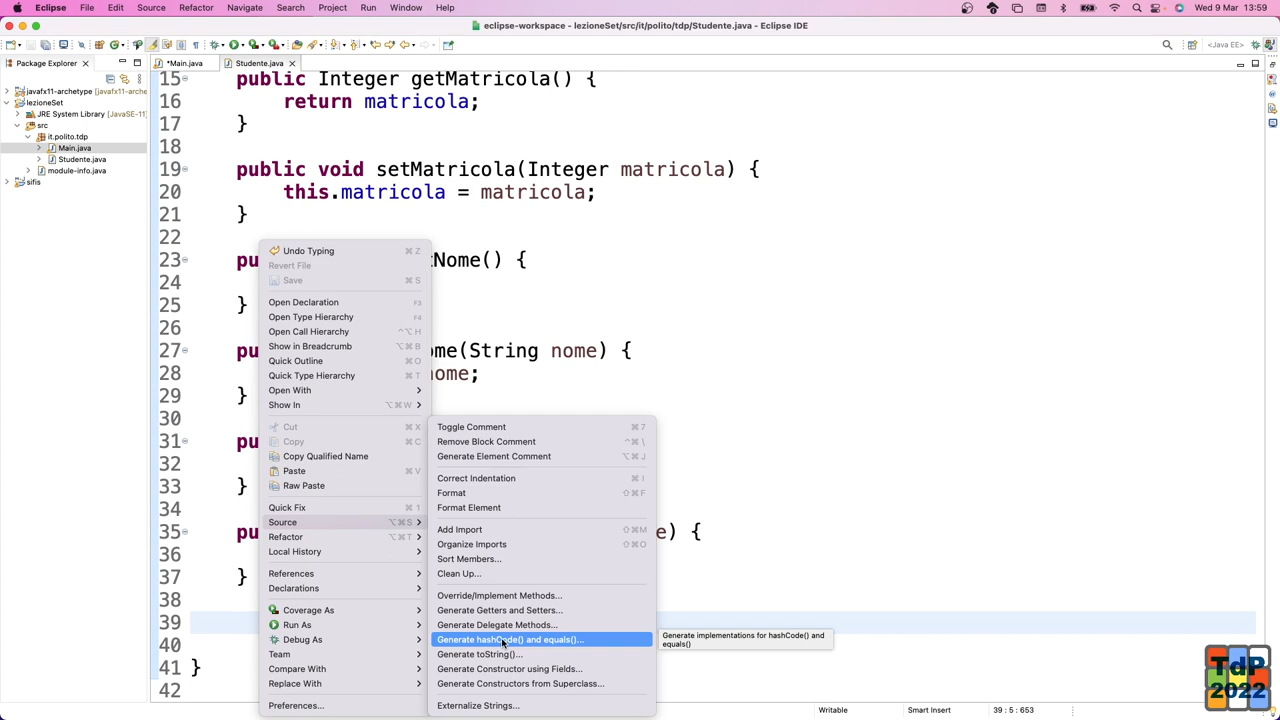 Eclipse File Edit Source Refactor Navigate Search Project Run Window Help
Wed 9 Mar 13:59
eclipse-workspace - lezioneSet/src/it/polito/tdp/Studente.java - Eclipse IDE
<Java EE>
Package Explorer
*Main.java
Studente.java
javafx11-archetype [javafx11-arche
lezioneSet
JRE System Library [JavaSE-11]
src
it.polito.tdp
Main.java
Studente.java
module-info.java
sifis
15 public Integer getMatricola() {
16 return matricola;
17 }
18
19 public void setMatricola(Integer matricola) {
20 this.matricola = matricola;
21 }
22
23 pu tNome() {
24
25 }
26
27 pu ome(String nome) {
28 nome;
29 }
30
31 pu
32
33 }
34
35 pu e) {
36
37 }
38
39
40
41 }
42
Undo Typing ⌘Z
Revert File
Save ⌘S
Open Declaration F3
Open Type Hierarchy F4
Open Call Hierarchy ^⌥H
Show in Breadcrumb ⌥⌘B
Quick Outline ⌘O
Quick Type Hierarchy ⌘T
Open With
Show In ⌥⌘W
Cut ⌘X
Copy ⌘C
Copy Qualified Name
Paste ⌘V
Raw Paste
Quick Fix ⌘1
Source ⌥⌘S
Refactor ⌥⌘T
Local History
References
Declarations
Coverage As
Run As
Debug As
Team
Compare With
Replace With
Preferences...
Toggle Comment ⌘7
Remove Block Comment ^⌘\
Generate Element Comment ⌥⌘J
Correct Indentation ⌘I
Format ⇧⌘F
Format Element
Add Import ⇧⌘M
Organize Imports ⇧⌘O
Sort Members...
Clean Up...
Override/Implement Methods...
Generate Getters and Setters...
Generate Delegate Methods...
Generate hashCode() and equals()...
Generate toString()...
Generate Constructor using Fields...
Generate Constructors from Superclass...
Externalize Strings...
Generate implementations for hashCode() and
equals()
TdP
2022
Writable
Smart Insert
39 : 5 : 653